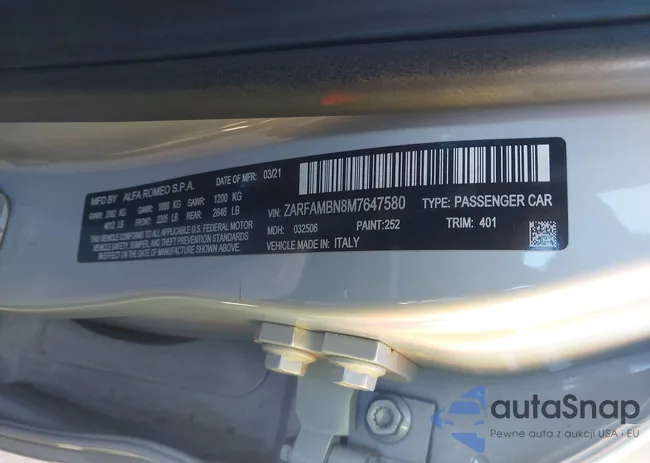 MFD BY ALFA ROMEO S.P.A. DATE OF MFR: 03/21
GVWR: GAWR: 1000 KG GAWR: 1200 KG
4012 LB FRONT: 2205 LB REAR: 2646 LB
THIS VEHICLE CONFORMS TO ALL APPLICABLE U.S. FEDERAL MOTOR
VEHICLE SAFETY, BUMPER, AND THEFT PREVENTION STANDARDS
IN EFFECT ON THE DATE OF MANUFACTURE SHOWN ABOVE.
VIN: ZARFAMBN8M7647580 TYPE: PASSENGER CAR
MDH: 032506 PAINT:252 TRIM: 401
VEHICLE MADE IN: ITALY
autaSnap
Pewne auta z aukcji USA i EU